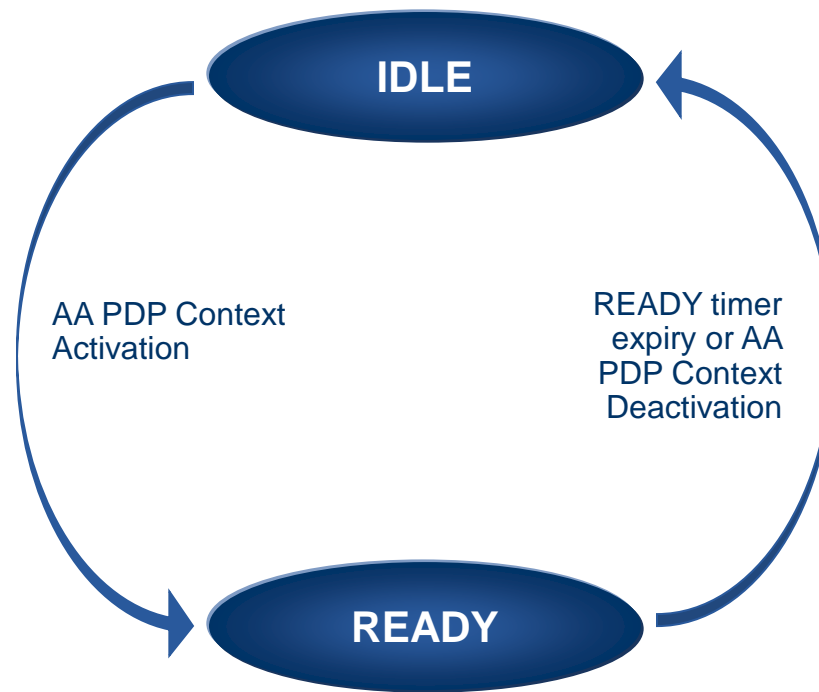 IDLE
AA PDP Context
Activation
READY timer
expiry or AA
PDP Context
Deactivation
READY